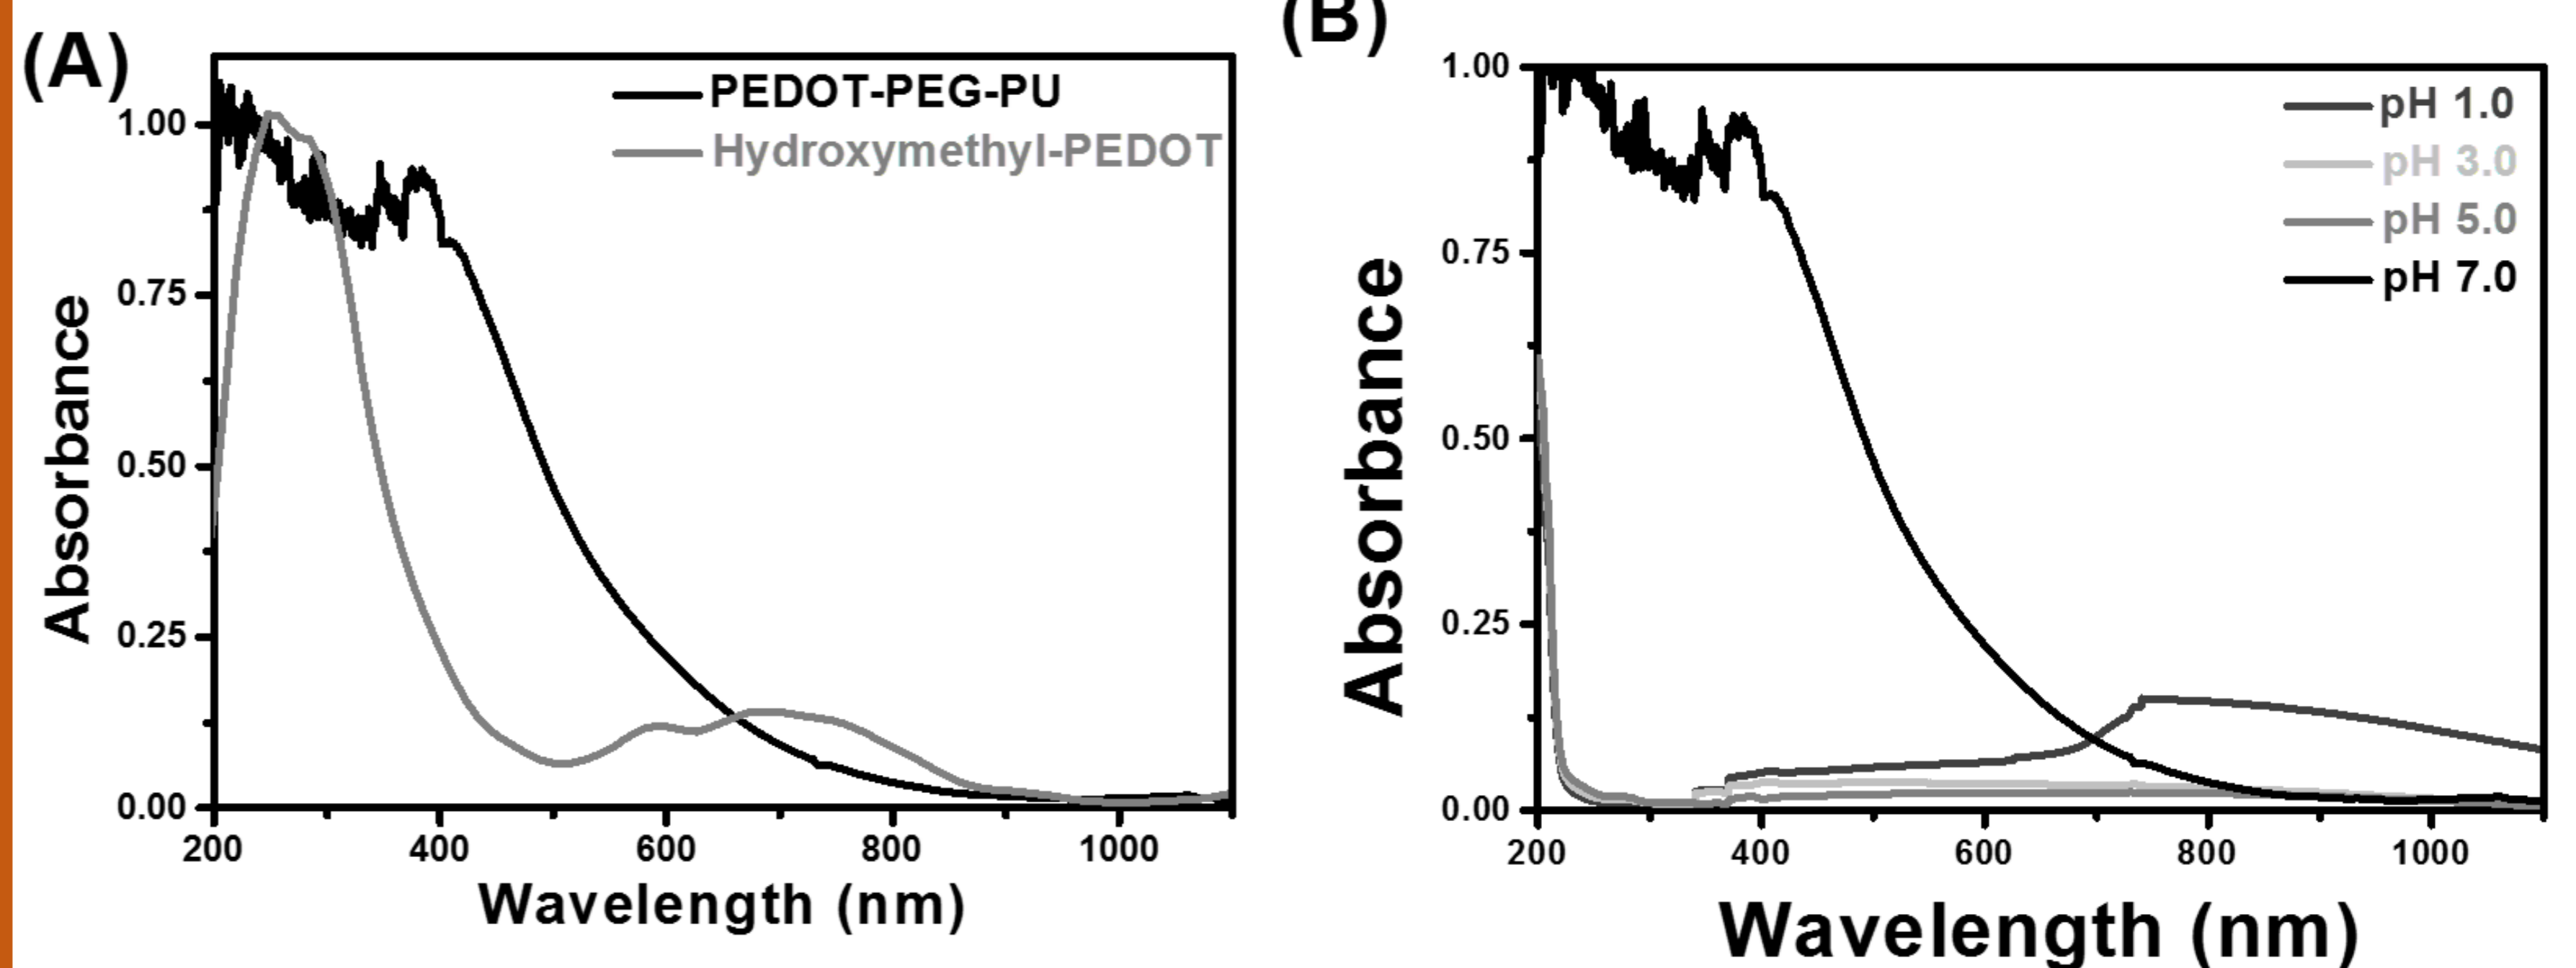 (A)
PEDOT-PEG-PU
Hydroxymethyl-PEDOT
1.00
0.75
0.50
0.25
0.00
Absorbance
200 400 600 800 1000
Wavelength (nm)
(B)
pH 1.0
pH 3.0
pH 5.0
pH 7.0
1.00
0.75
0.50
0.25
0.00
Absorbance
200 400 600 800 1000
Wavelength (nm)